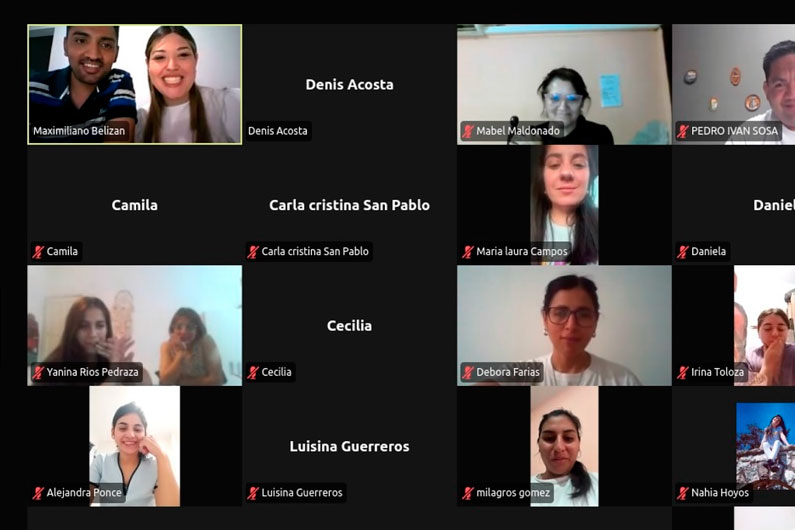 Maximiliano Belizan
Denis Acosta
Denis Acosta
Mabel Maldonado
PEDRO IVAN SOSA
Camila
Camila
Carla cristina San Pablo
Carla cristina San Pablo
Maria laura Campos
Daniel
Daniela
Yanina Rios Pedraza
Cecilia
Cecilia
Debora Farias
Irina Toloza
Alejandra Ponce
Luisina Guerreros
Luisina Guerreros
milagros gomez
Nahia Hoyos